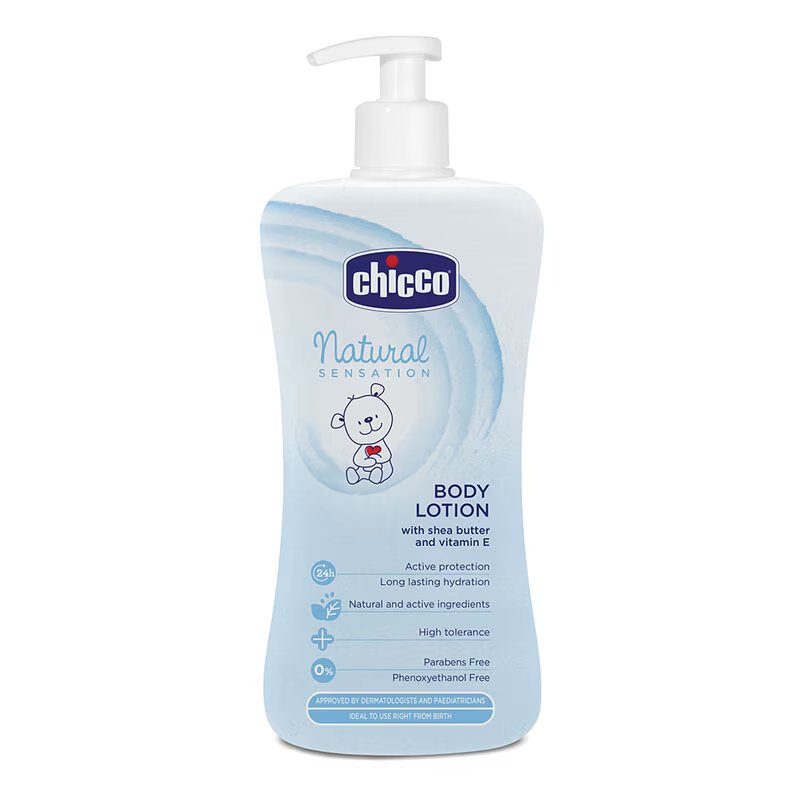 chicco
Natural
SENSATION
BODY
LOTION
with shea butter
and vitamin E
24h
Active protection
Long lasting hydration
Natural and active ingredients
High tolerance
0%
Parabens Free
Phenoxyethanol Free
APPROVED BY DERMATOLOGISTS AND PAEDIATRICIANS
IDEAL TO USE RIGHT FROM BIRTH